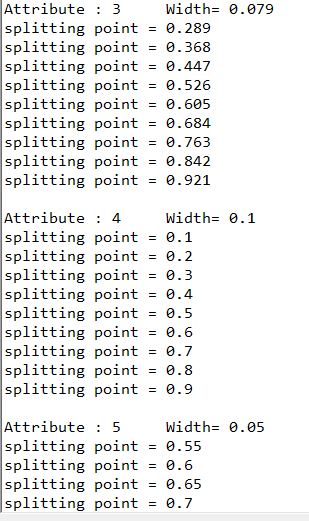 Attribute : 3     Width= 0.079
splitting point = 0.289
splitting point = 0.368
splitting point = 0.447
splitting point = 0.526
splitting point = 0.605
splitting point = 0.684
splitting point = 0.763
splitting point = 0.842
splitting point = 0.921
Attribute : 4     Width= 0.1
splitting point = 0.1
splitting point = 0.2
splitting point = 0.3
splitting point = 0.4
splitting point = 0.5
splitting point = 0.6
splitting point = 0.7
splitting point = 0.8
splitting point = 0.9
Attribute : 5     Width= 0.05
splitting point = 0.55
splitting point = 0.6
splitting point = 0.65
splitting point = 0.7